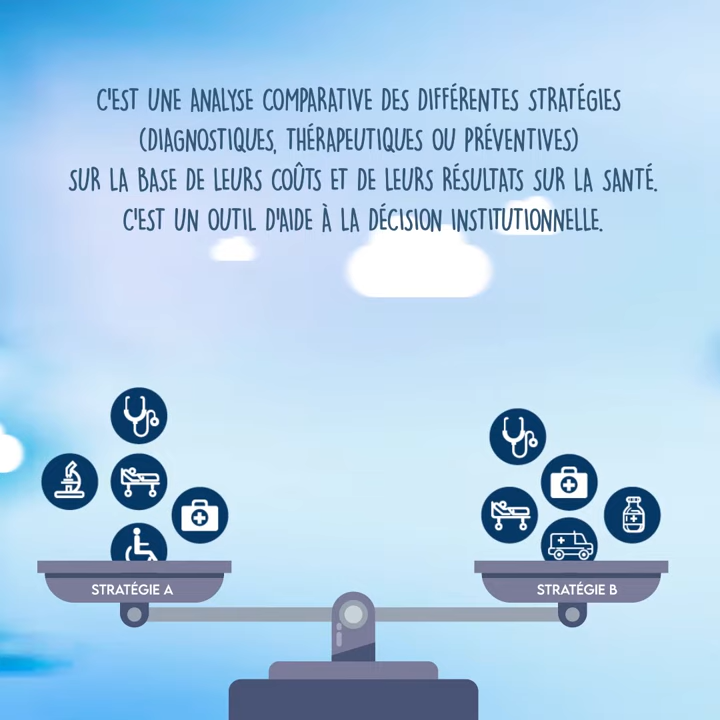 C'EST UNE ANALYSE COMPARATIVE DES DIFFÉRENTES STRATÉGIES
(DIAGNOSTIQUES, THÉRAPEUTIQUES OU PRÉVENTIVES)
SUR LA BASE DE LEURS COÛTS ET DE LEURS RÉSULTATS SUR LA SANTÉ.
C'EST UN OUTIL D'AIDE À LA DÉCISION INSTITUTIONNELLE.
STRATÉGIE A
STRATÉGIE B